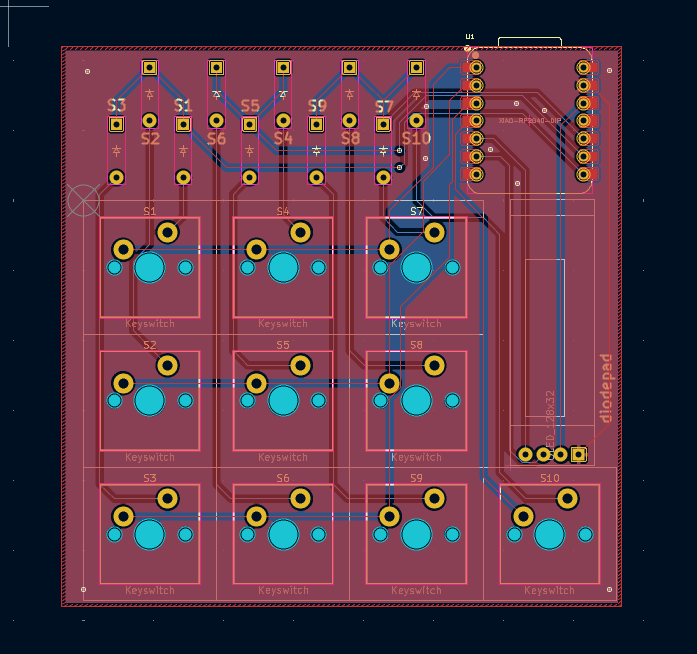 U1
S3 S1 S5 S9 S7
XIAO-RP2040-DIP
S2 S6 S4 S8 S10
S1 S4 S7
Keyswitch Keyswitch Keyswitch
S2 S5 S8
diodepad
OLED_128x32
Keyswitch Keyswitch Keyswitch
S3 S6 S9 S10
Keyswitch Keyswitch Keyswitch Keyswitch